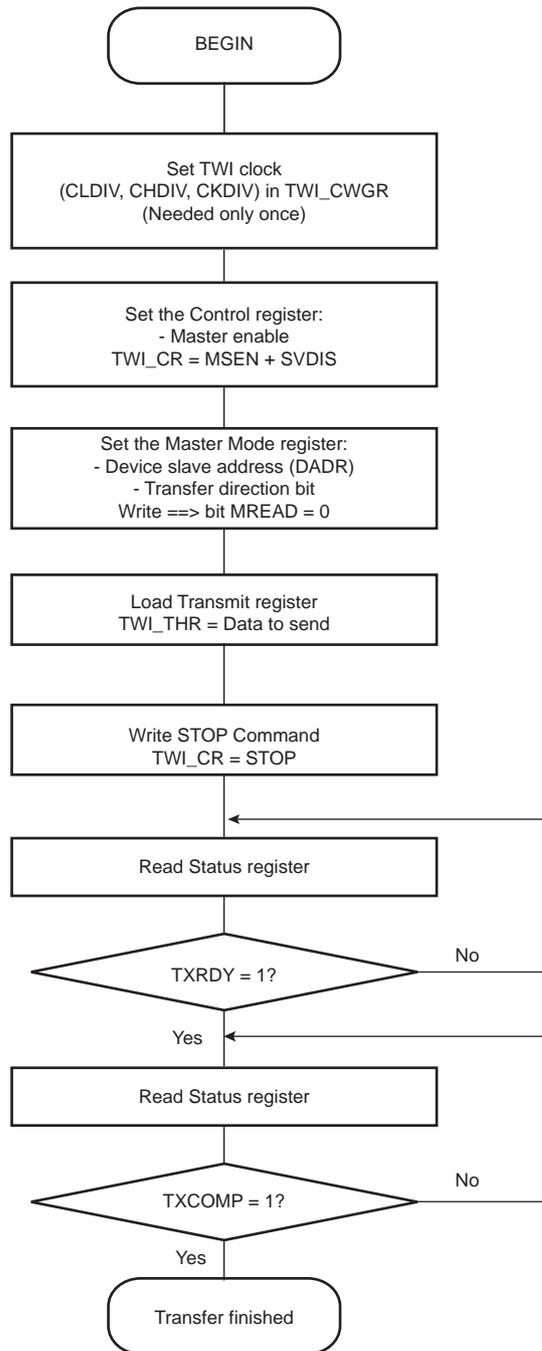 BEGIN
Set TWI clock
(CLDIV, CHDIV, CKDIV) in TWI_CWGR
(Needed only once)
Set the Control register:
- Master enable
TWI_CR = MSEN + SVDIS
Set the Master Mode register:
- Device slave address (DADR)
- Transfer direction bit
Write ==> bit MREAD = 0
Load Transmit register
TWI_THR = Data to send
Write STOP Command
TWI_CR = STOP
Read Status register
TXRDY = 1?
No
Yes
Read Status register
TXCOMP = 1?
No
Yes
Transfer finished